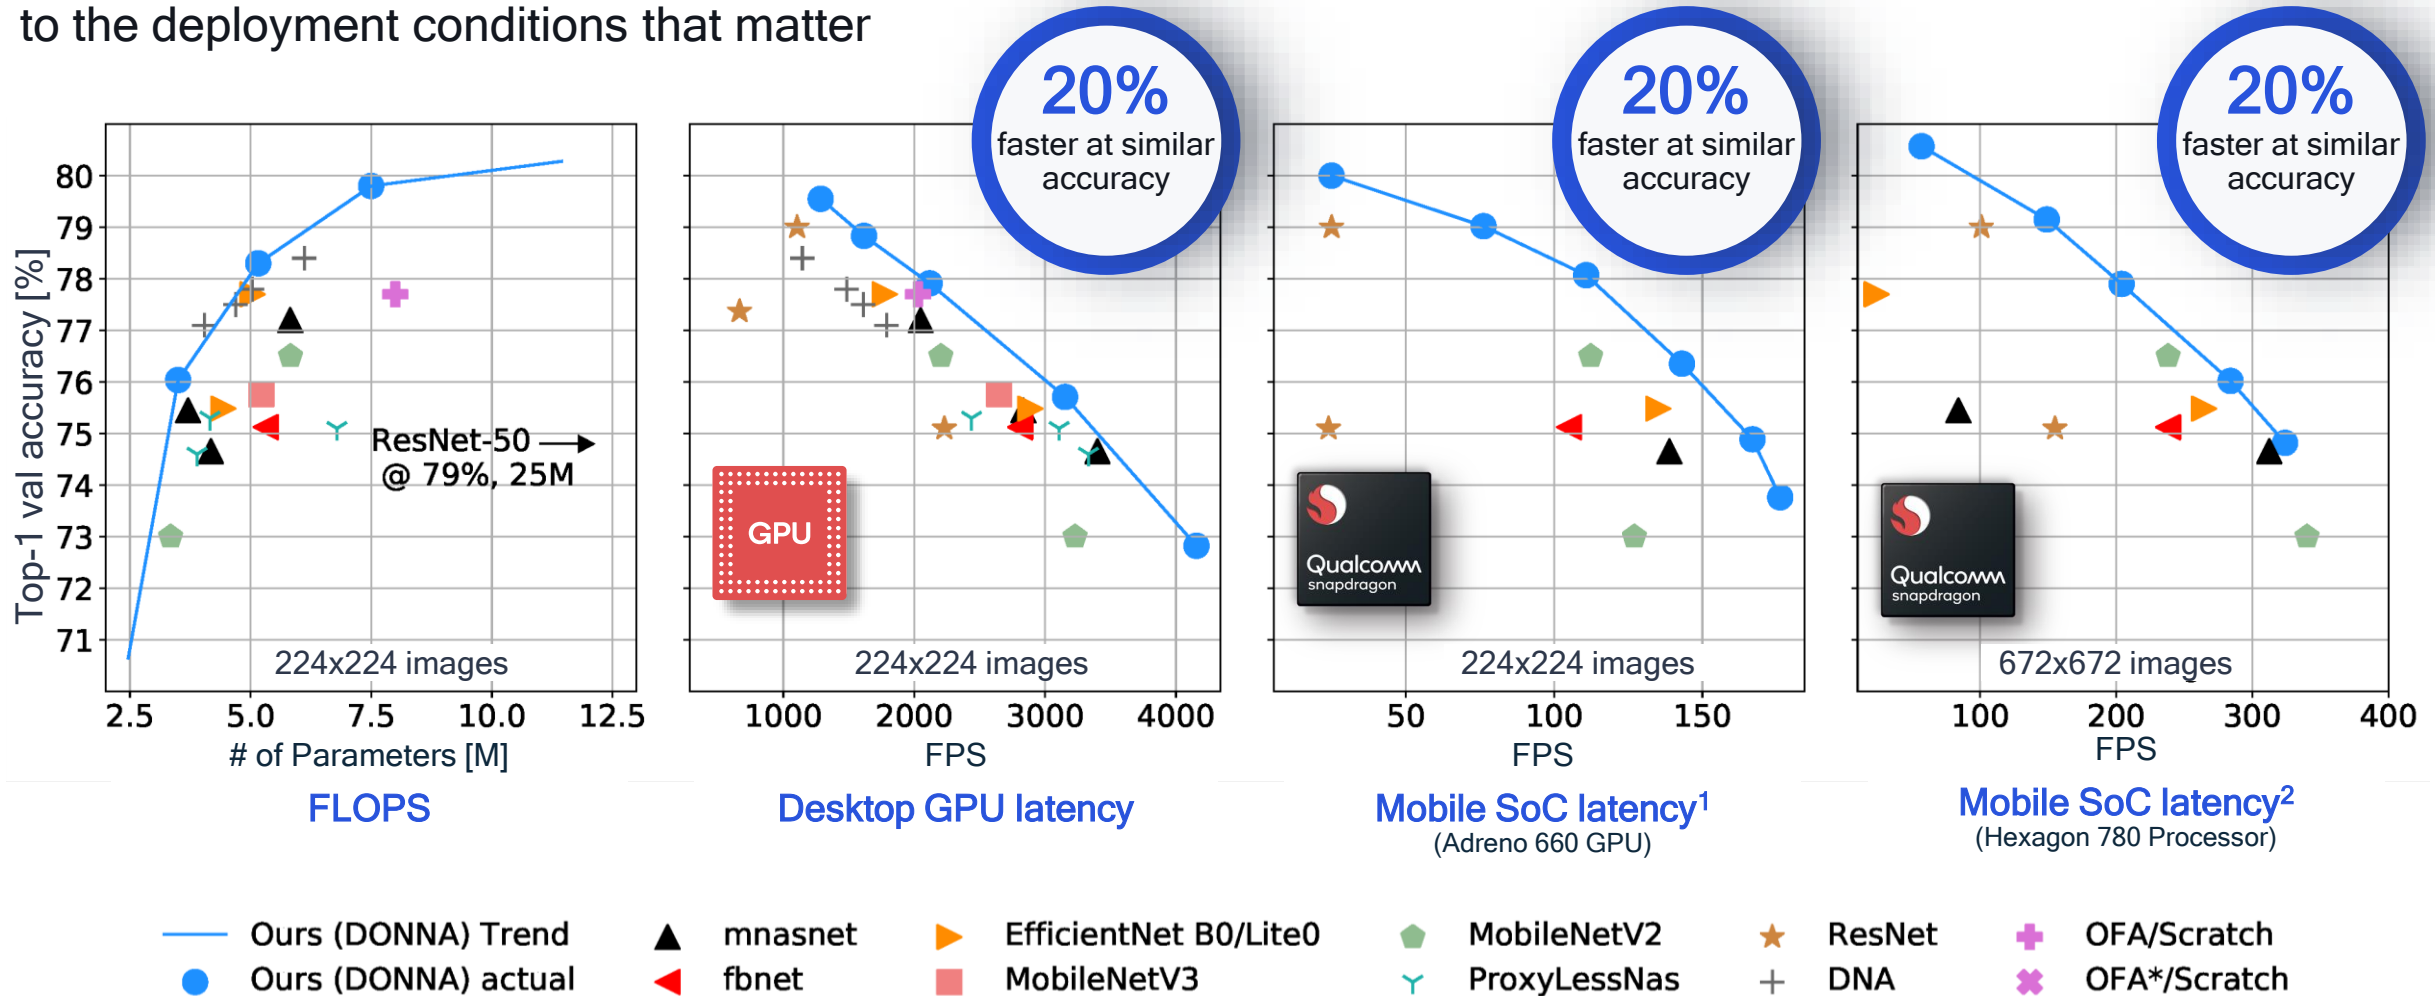 to the deployment conditions that matter
20%
faster at similar
accuracy
20%
faster at similar
accuracy
20%
faster at similar
accuracy
Top-1 val accuracy [%]
80
79
78
77
76
75
74
73
72
71
ResNet-50
@ 79%, 25M
224x224 images
2.5 5.0 7.5 10.0 12.5
# of Parameters [M]
FLOPS
GPU
224x224 images
1000 2000 3000 4000
FPS
Desktop GPU latency
Qualcomm
snapdragon
224x224 images
50 100 150
FPS
Mobile SoC latency¹
(Adreno 660 GPU)
Qualcomm
snapdragon
672x672 images
100 200 300 400
FPS
Mobile SoC latency²
(Hexagon 780 Processor)
Ours (DONNA) Trend mnasnet EfficientNet B0/Lite0 MobileNetV2 ResNet OFA/Scratch
Ours (DONNA) actual fbnet MobileNetV3 ProxyLessNas DNA OFA*/Scratch